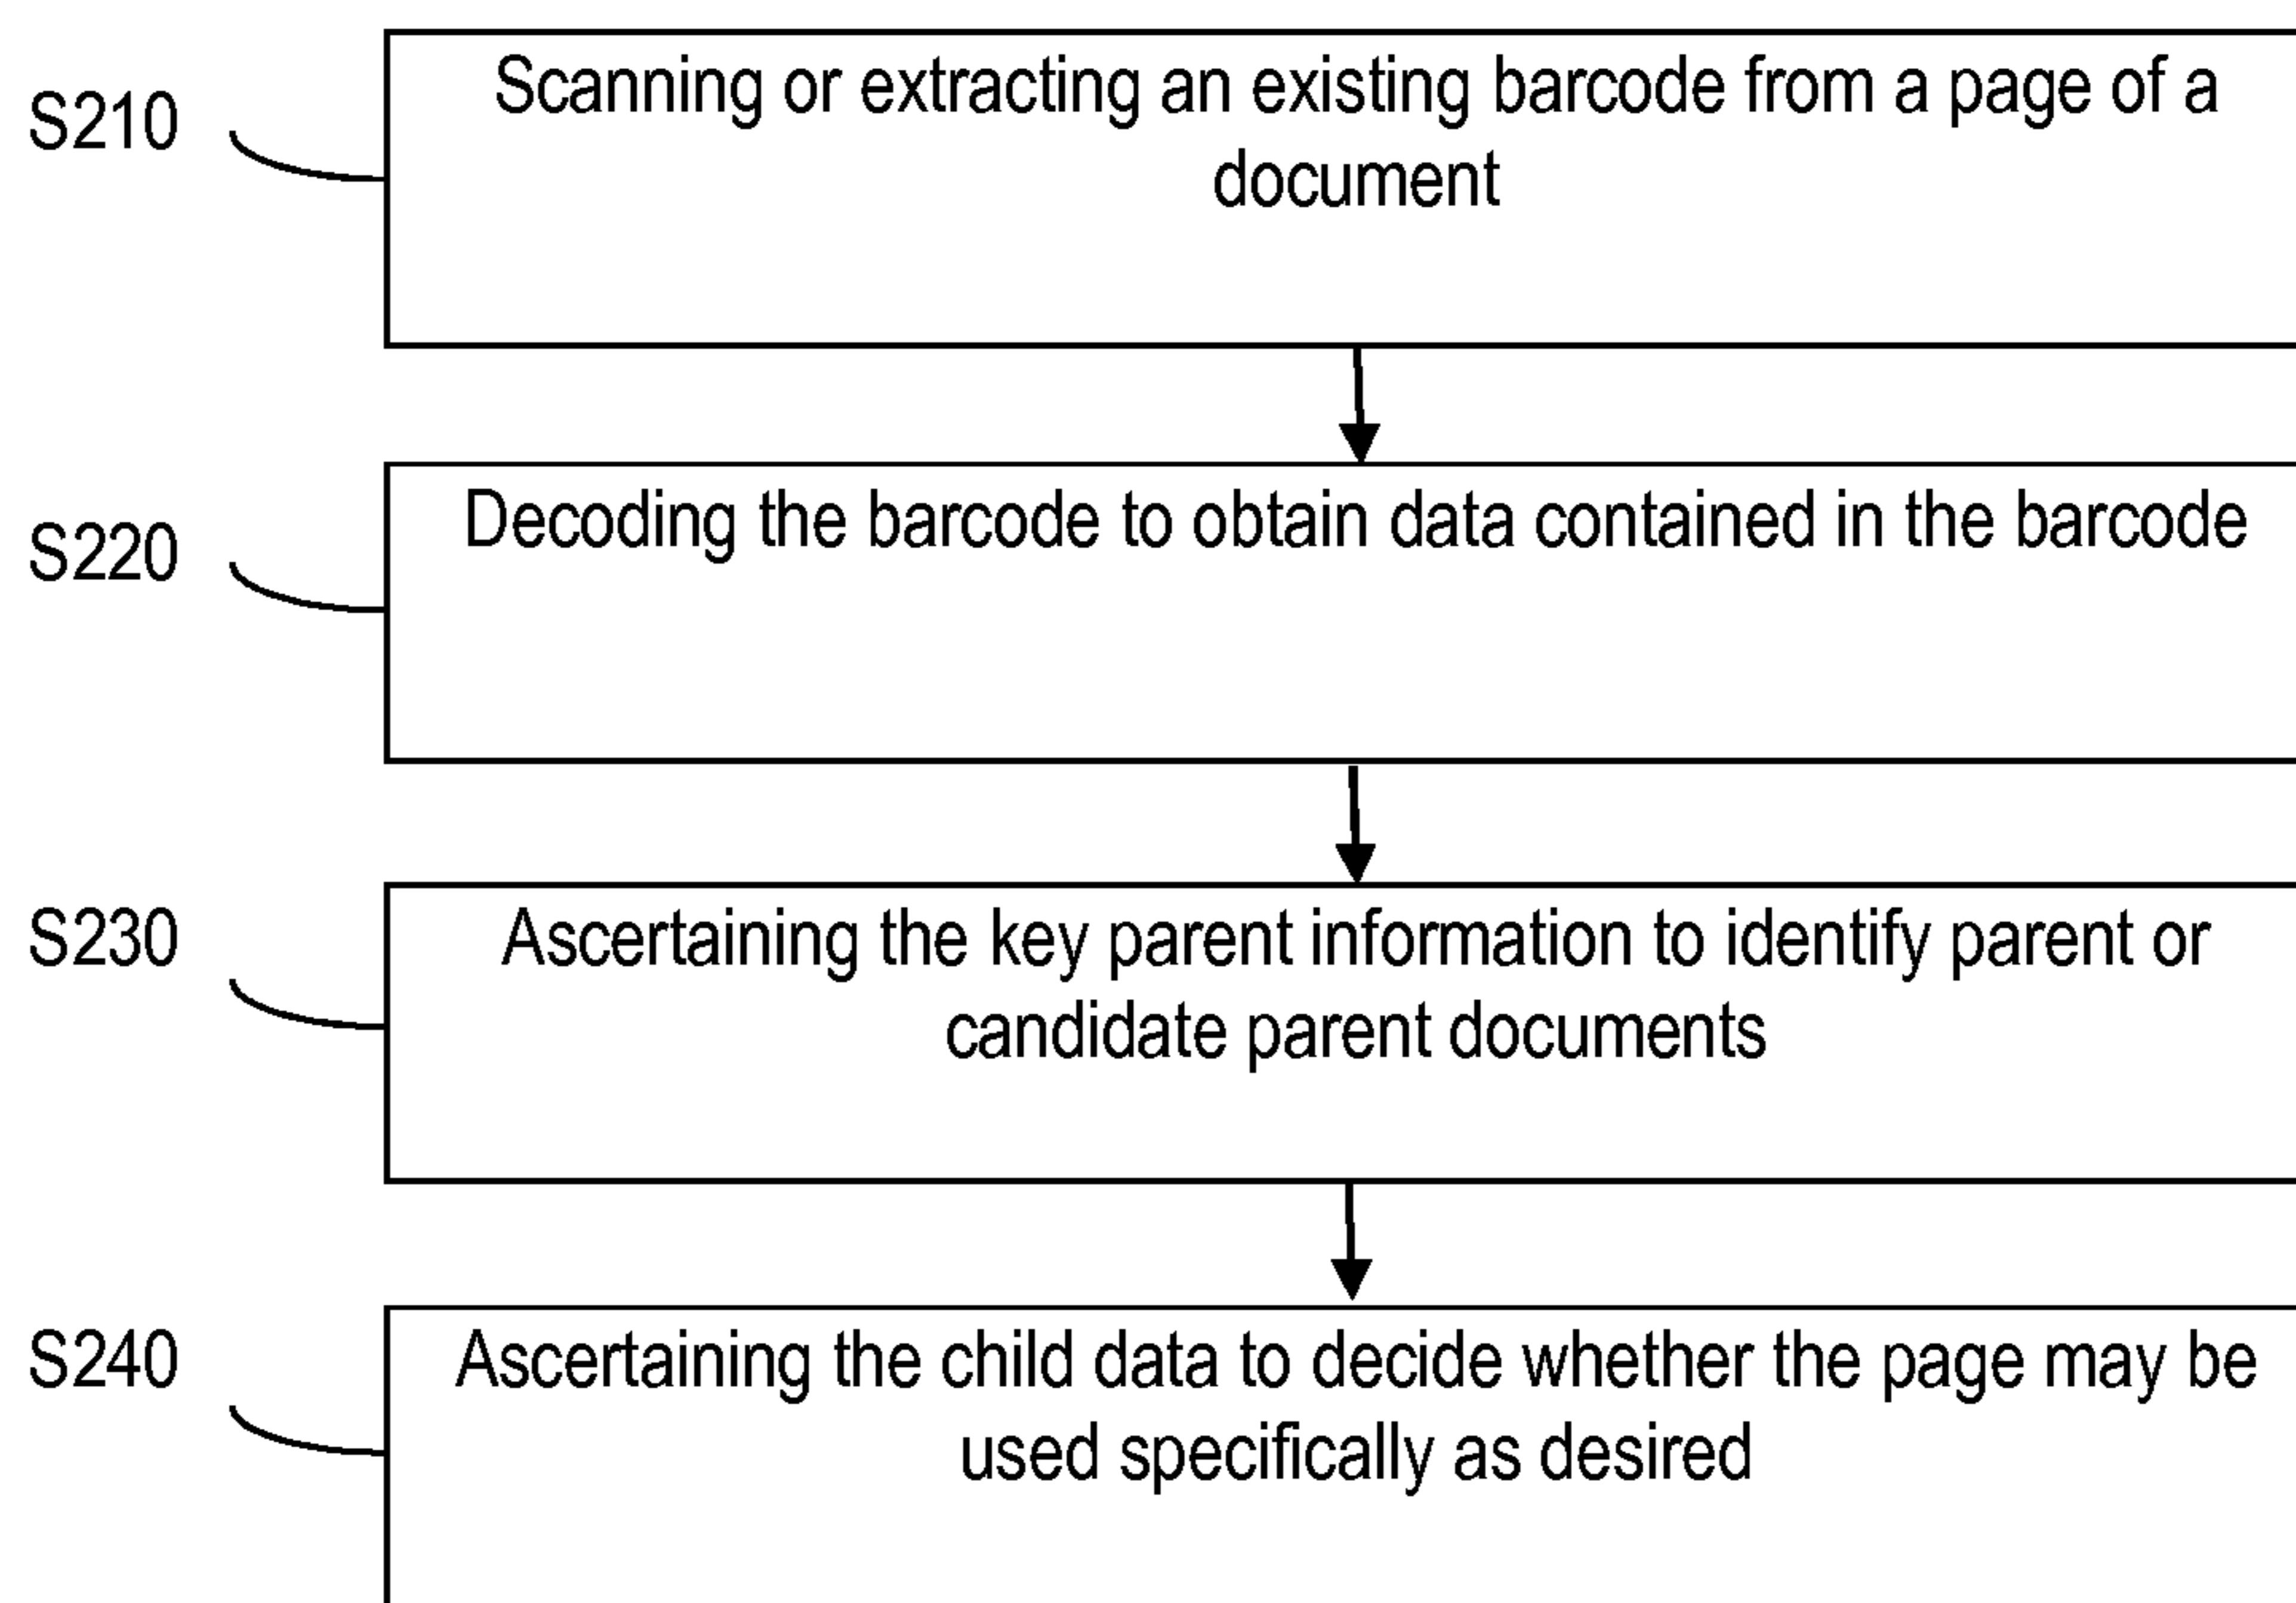 S210
Scanning or extracting an existing barcode from a page of a
document
S220
Decoding the barcode to obtain data contained in the barcode
S230
Ascertaining the key parent information to identify parent or
candidate parent documents
S240
Ascertaining the child data to decide whether the page may be
used specifically as desired